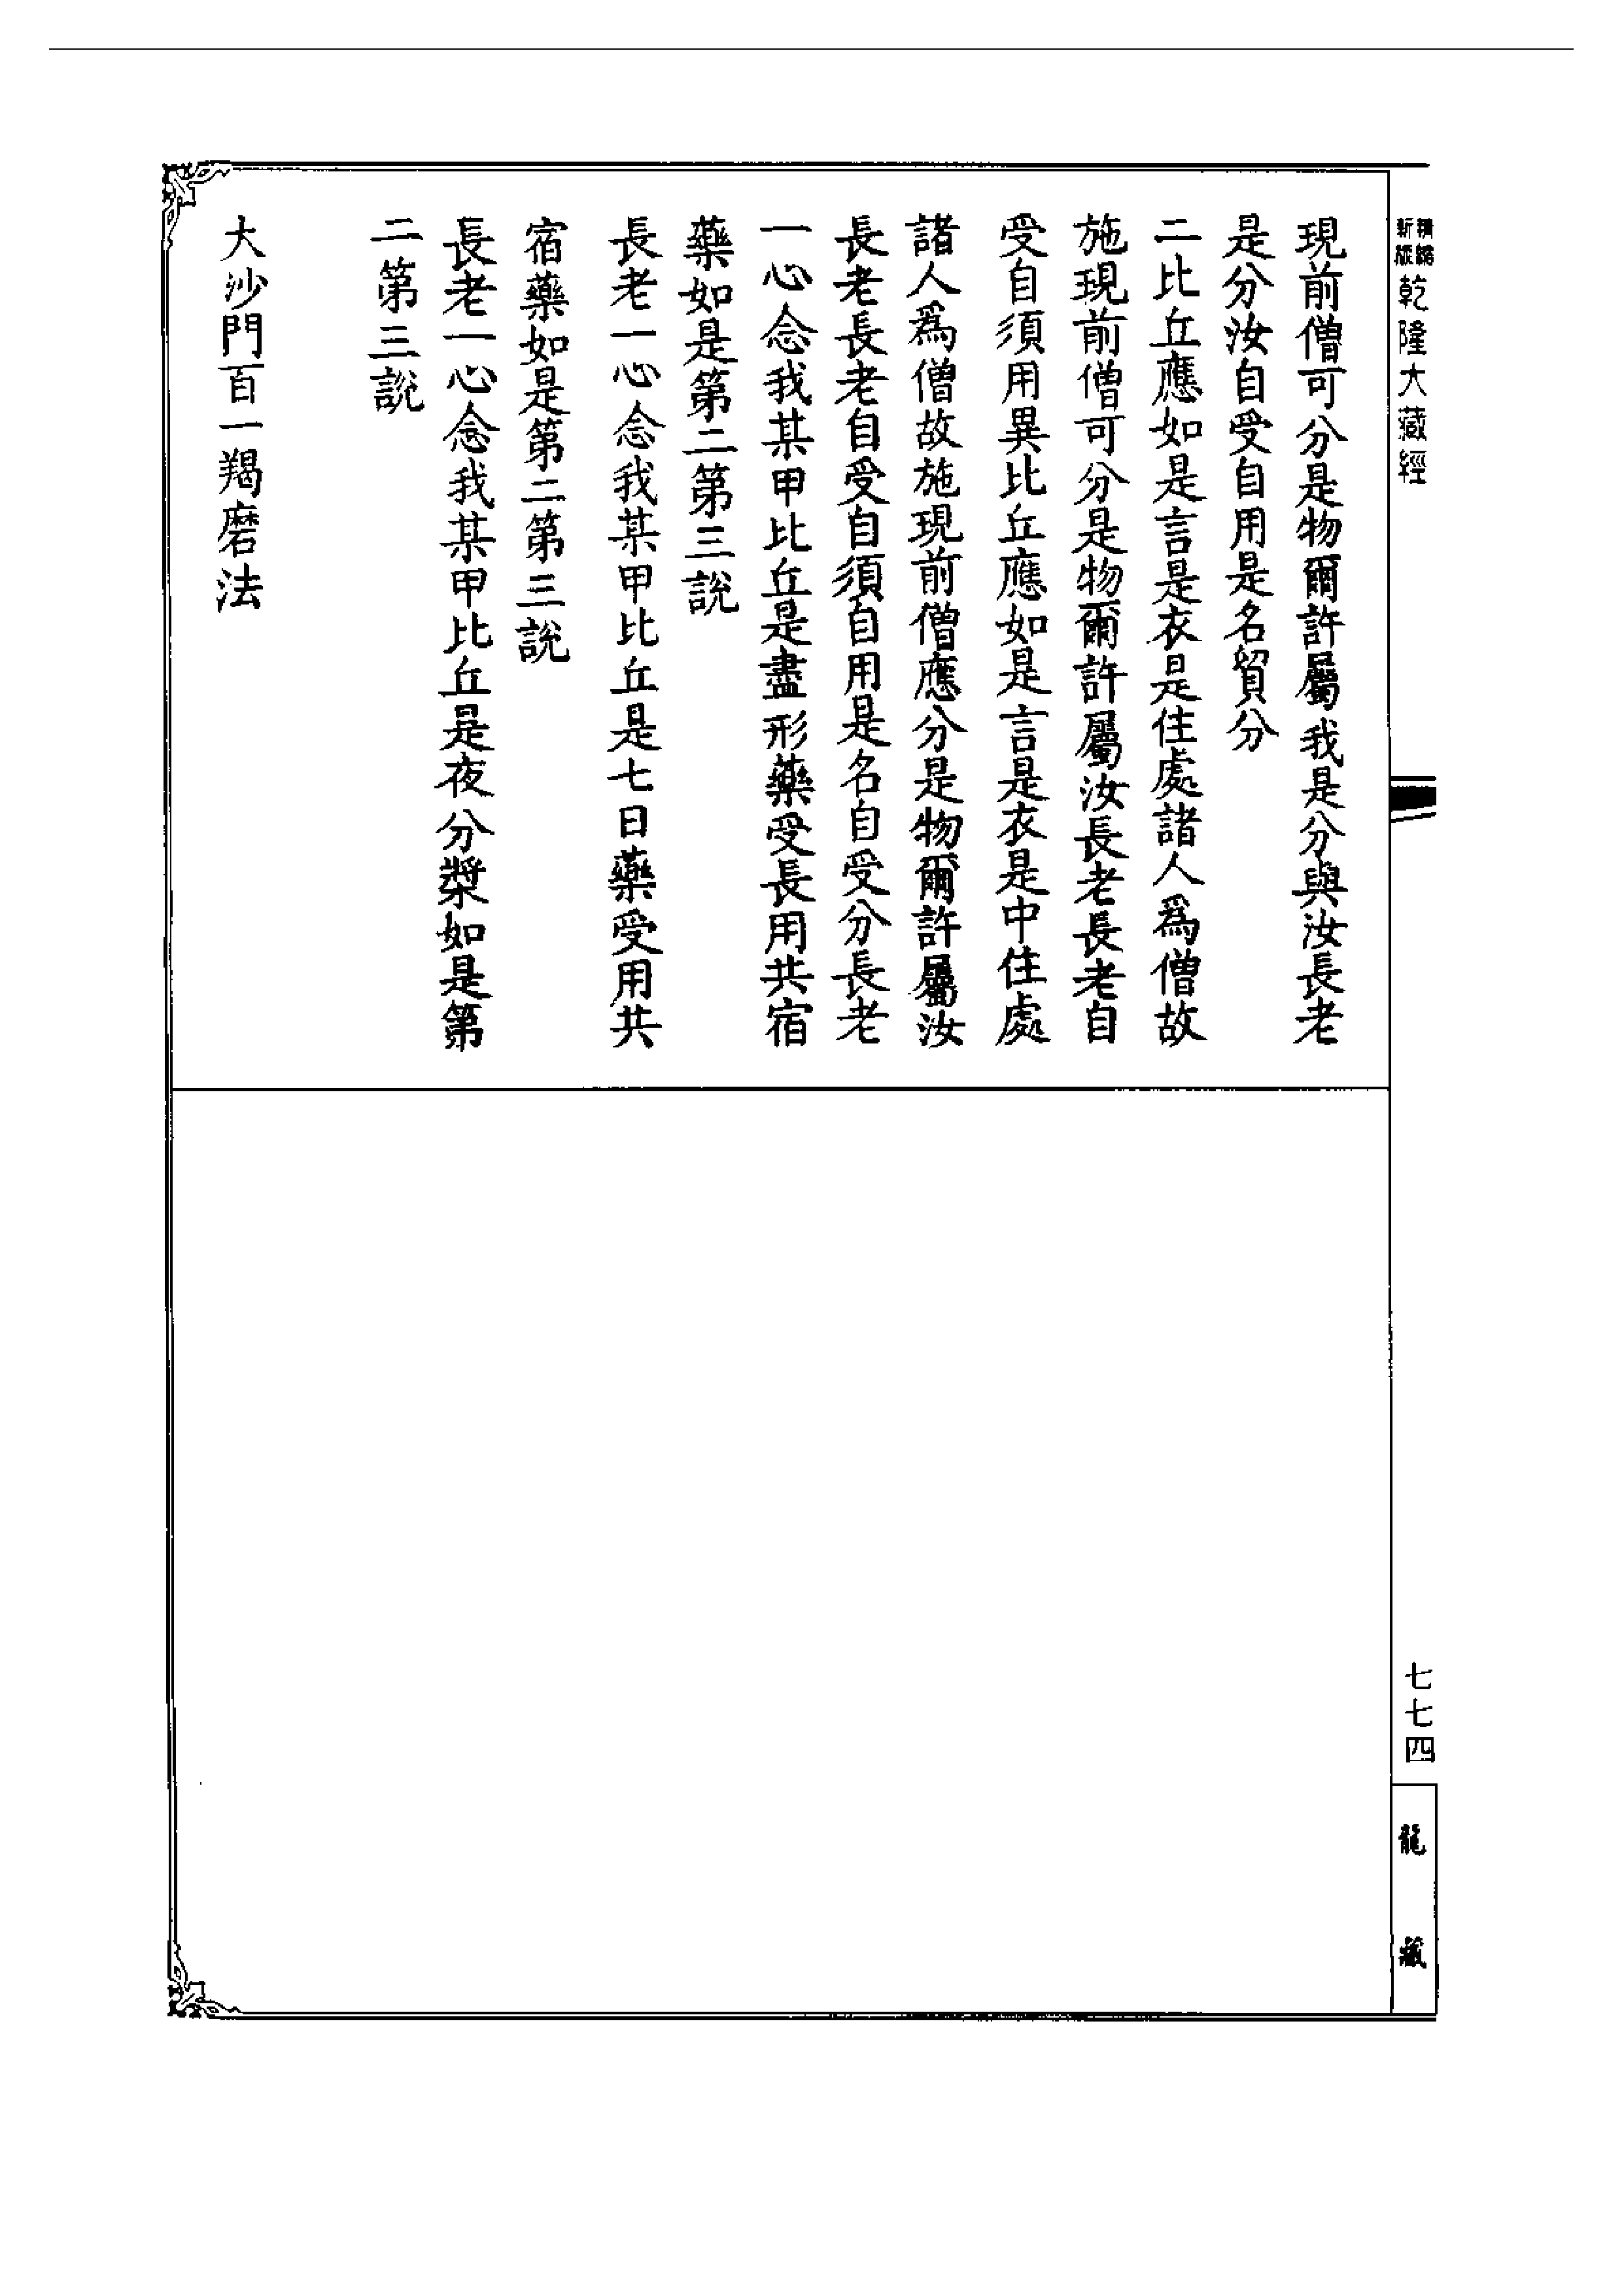 精縮
新版
乾隆大藏經
現前僧可分是物爾許屬我是分與汝長老
是分汝自受自用是名貿分
二比丘應如是言是衣是住處諸人爲僧故
施現前僧可分是物爾許屬汝長老長老自
受自須用異比丘應如是言是衣是中住處
諸人爲僧故施現前僧應分是物爾許屬汝
長老長老自受自須自用是名自受分長老
一心念我某甲比丘是盡形藥受長用共宿
藥如是第二第三說
長老一心念我某甲比丘是七日藥受用共
宿藥如是第二第三說
長老一心念我某甲比丘是夜分漿如是第
二第三說
大沙門百一羯磨法
七七四
龍藏